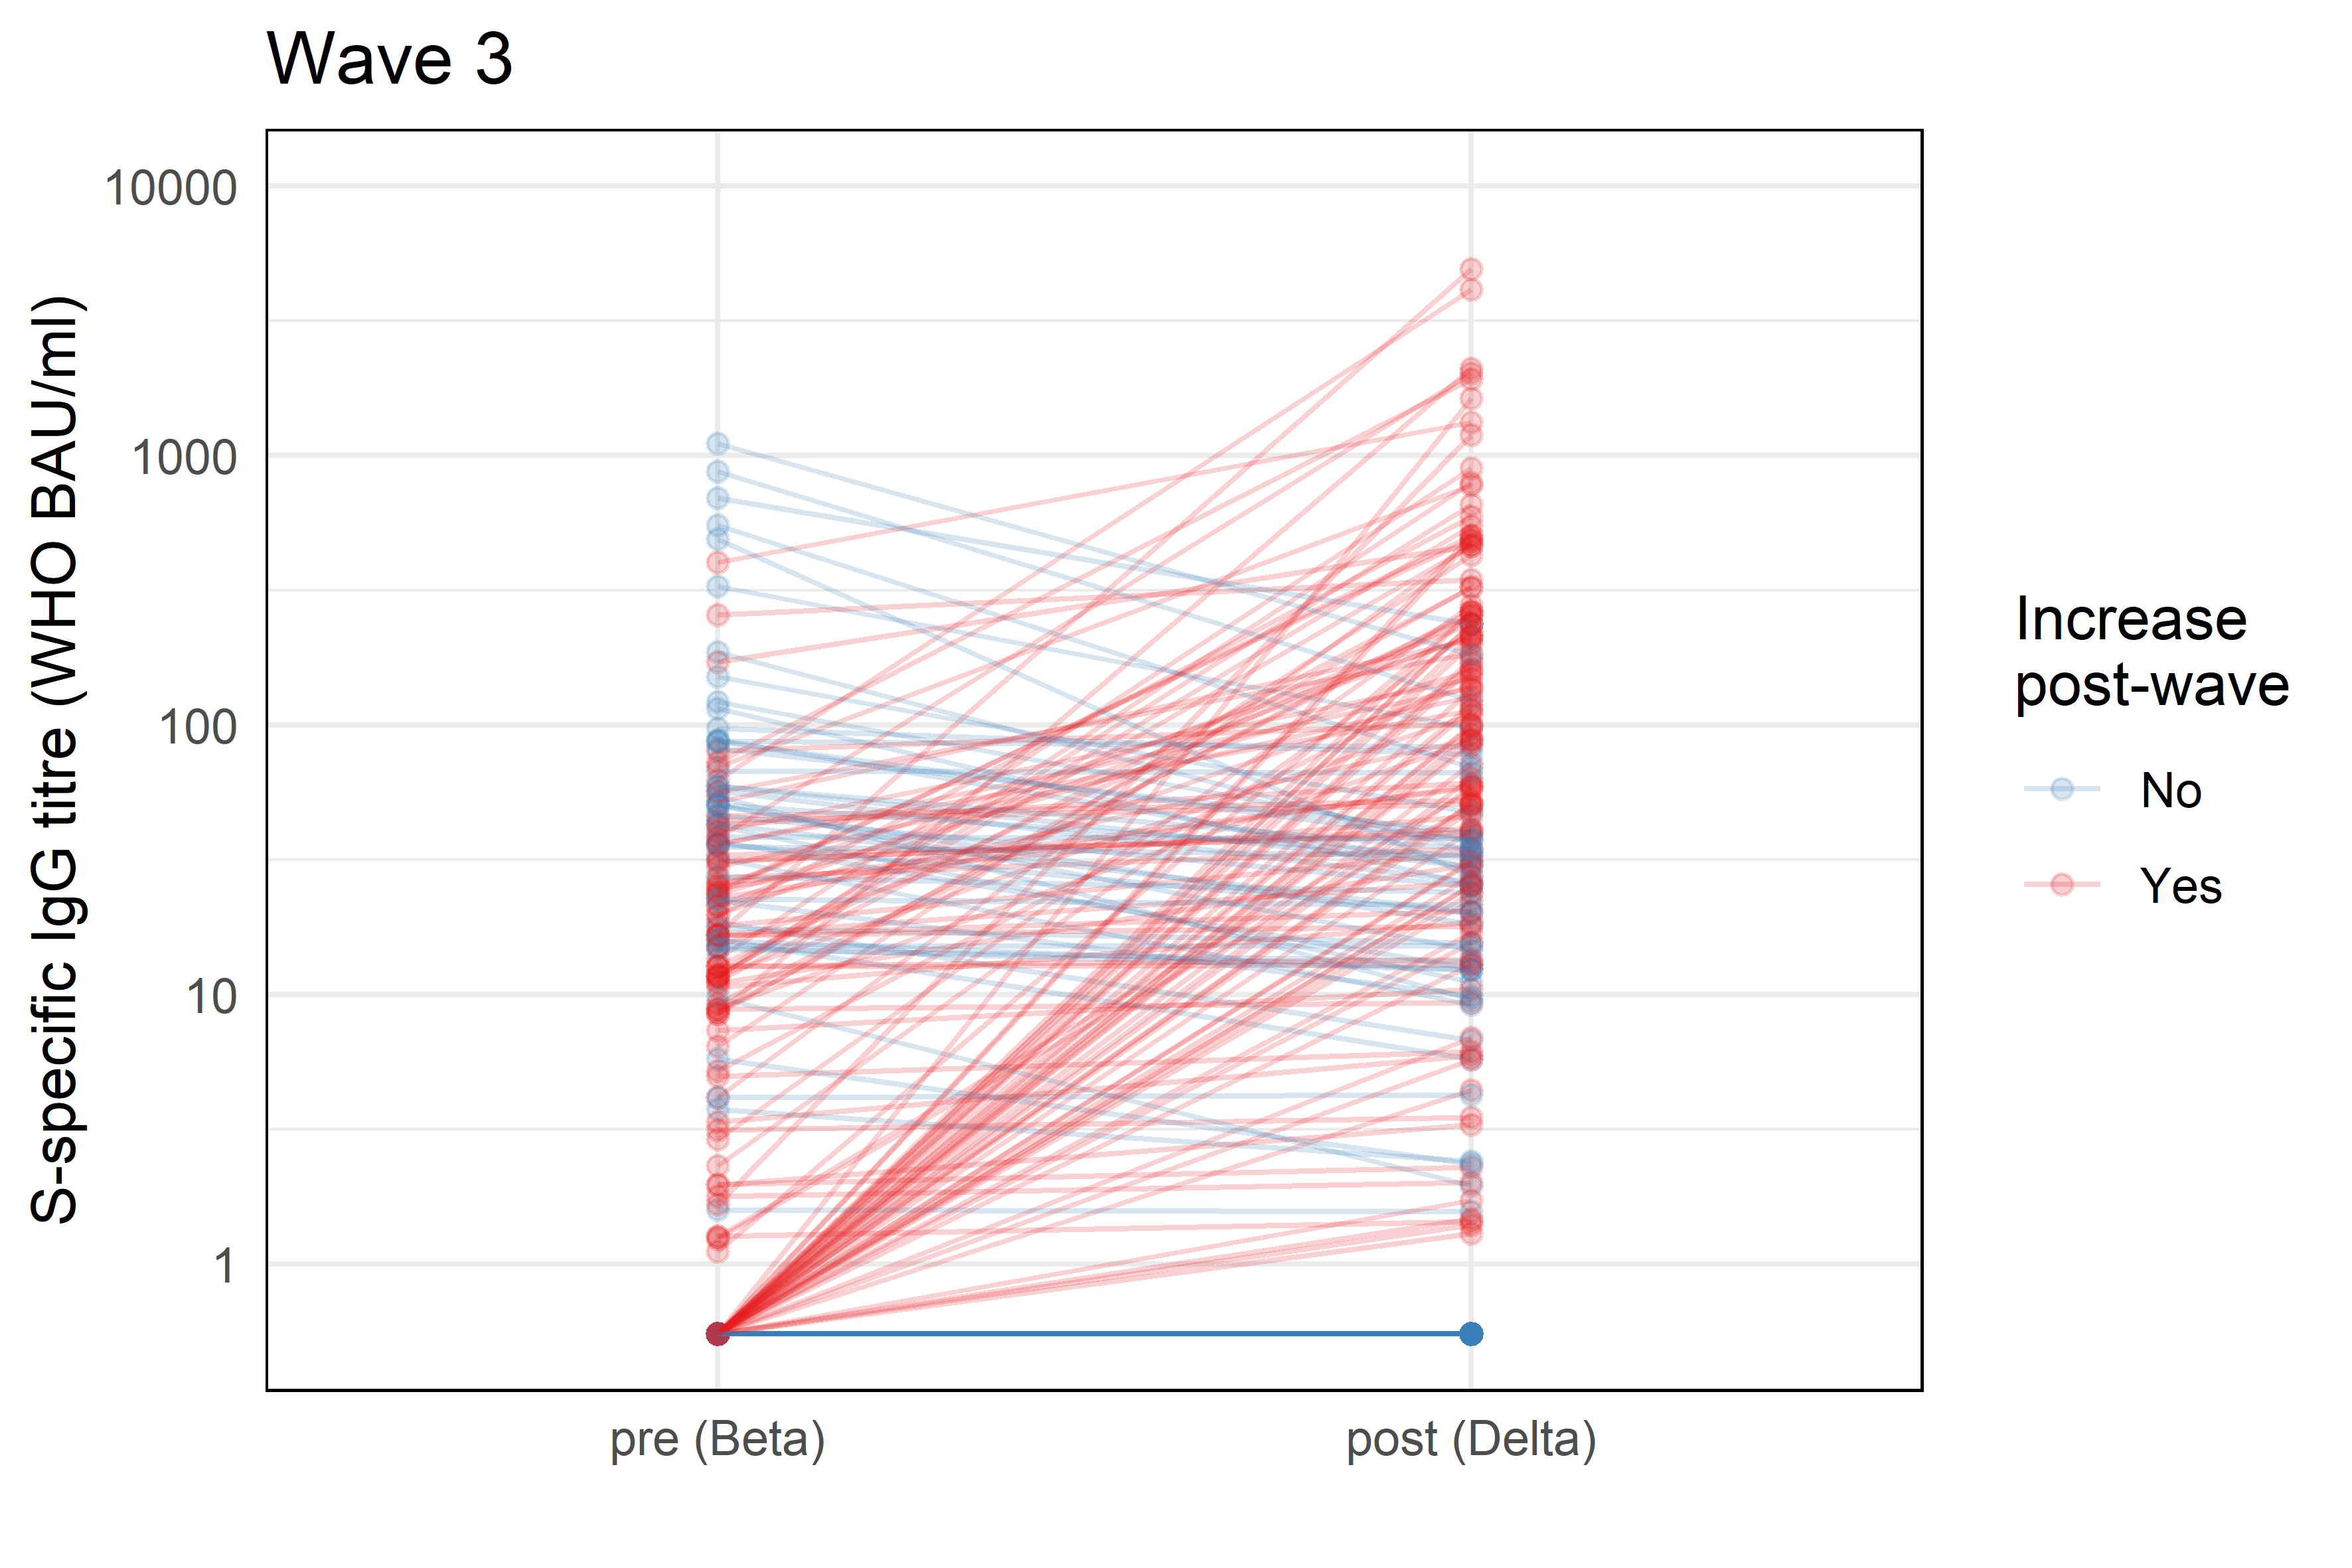 Wave 3
S-specific IgG titre (WHO BAU/ml)
10000
1000
100
10
1
pre (Beta)
post (Delta)
Increase
post-wave
No
Yes